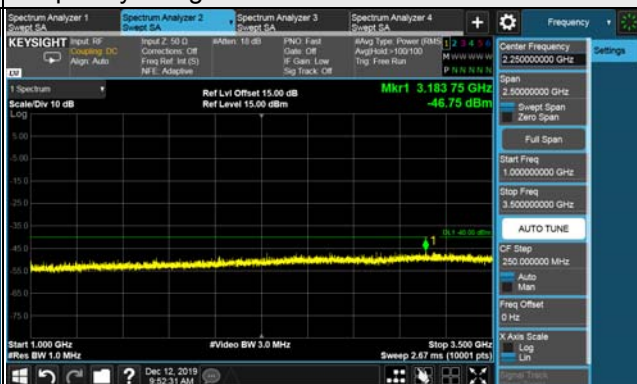 Spectrum Analyzer 1
Swept SA
Spectrum Analyzer 2
Swept SA
Spectrum Analyzer 3
Swept SA
Spectrum Analyzer 4
Swept SA
+
Frequency
KEYSIGHT
Input: RF
Coupling: DC
Align: Auto
Input Z: 50 Ω
Corrections: Off
Freq Ref: Int (S)
NFE: Adaptive
#Atten: 18 dB
PNO: Fast
Gate: Off
IF Gain: Low
Sig Track: Off
#Avg Type: Power (RMS)
Avg|Hold:>100/100
Trig: Free Run
1 2 3 4 5 6
M W W W W W
P N N N N N
LXI
1 Spectrum
Scale/Div 10 dB
Log
Ref Lvl Offset 15.00 dB
Ref Level 15.00 dBm
Mkr1 3.183 75 GHz
-46.75 dBm
5.00
-5.00
-15.0
-25.0
-35.0
-45.0
-55.0
-65.0
-75.0
DL1 -40.00 dBm
1
Start 1.000 GHz
#Res BW 1.0 MHz
#Video BW 3.0 MHz
Stop 3.500 GHz
Sweep 2.67 ms (10001 pts)
Dec 12, 2019
9:52:31 AM
?
Center Frequency
2.250000000 GHz
Settings
Span
2.50000000 GHz
Swept Span
Zero Span
Full Span
Start Freq
1.000000000 GHz
Stop Freq
3.500000000 GHz
AUTO TUNE
CF Step
250.000000 MHz
Auto
Man
Freq Offset
0 Hz
X Axis Scale
Log
Lin
Signal Track